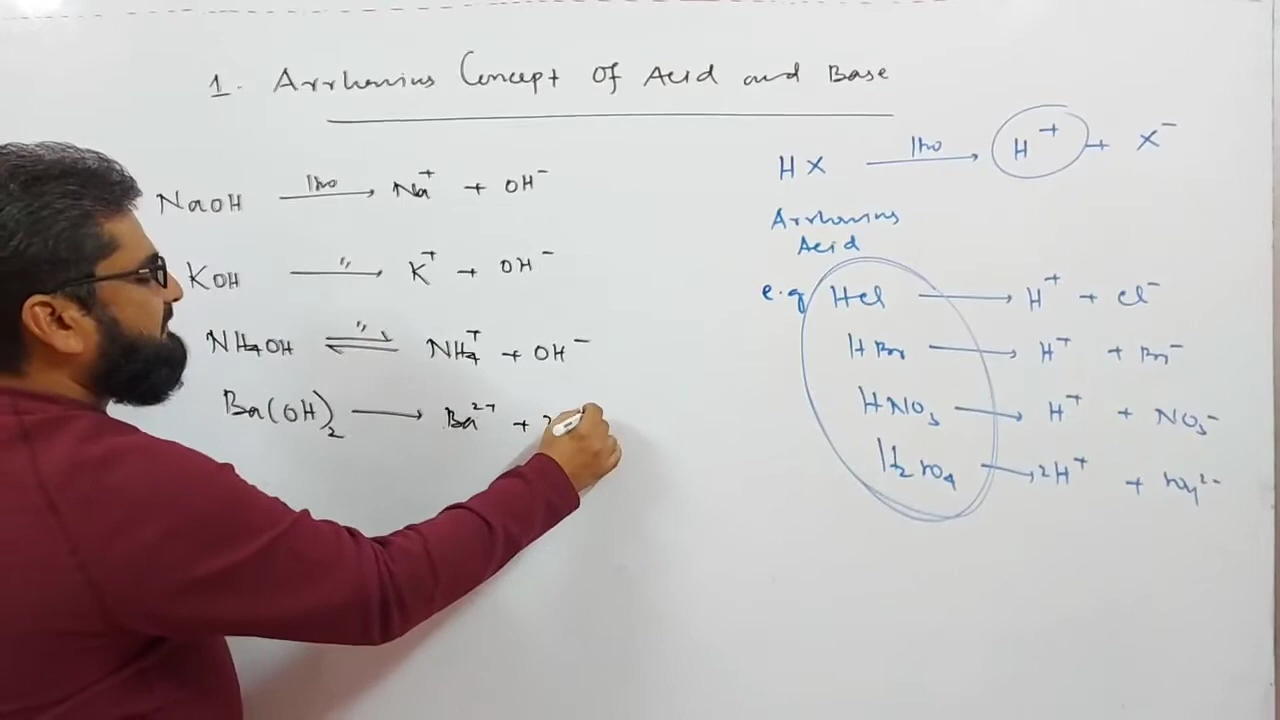 1. Arrhenius Concept Of Acid and Base
NaOH H₂O → Na⁺ + OH⁻
KOH " → K⁺ + OH⁻
NH₄OH " ⇌ NH₄⁺ + OH⁻
Ba(OH)₂ → Ba²⁺ + 2
HX H₂O → H⁺ + X⁻
Arrhenius
Acid
e.g HCl → H⁺ + Cl⁻
HBr → H⁺ + Br⁻
HNO₃ → H⁺ + NO₃⁻
H₂SO₄ → 2H⁺ + SO₄²⁻